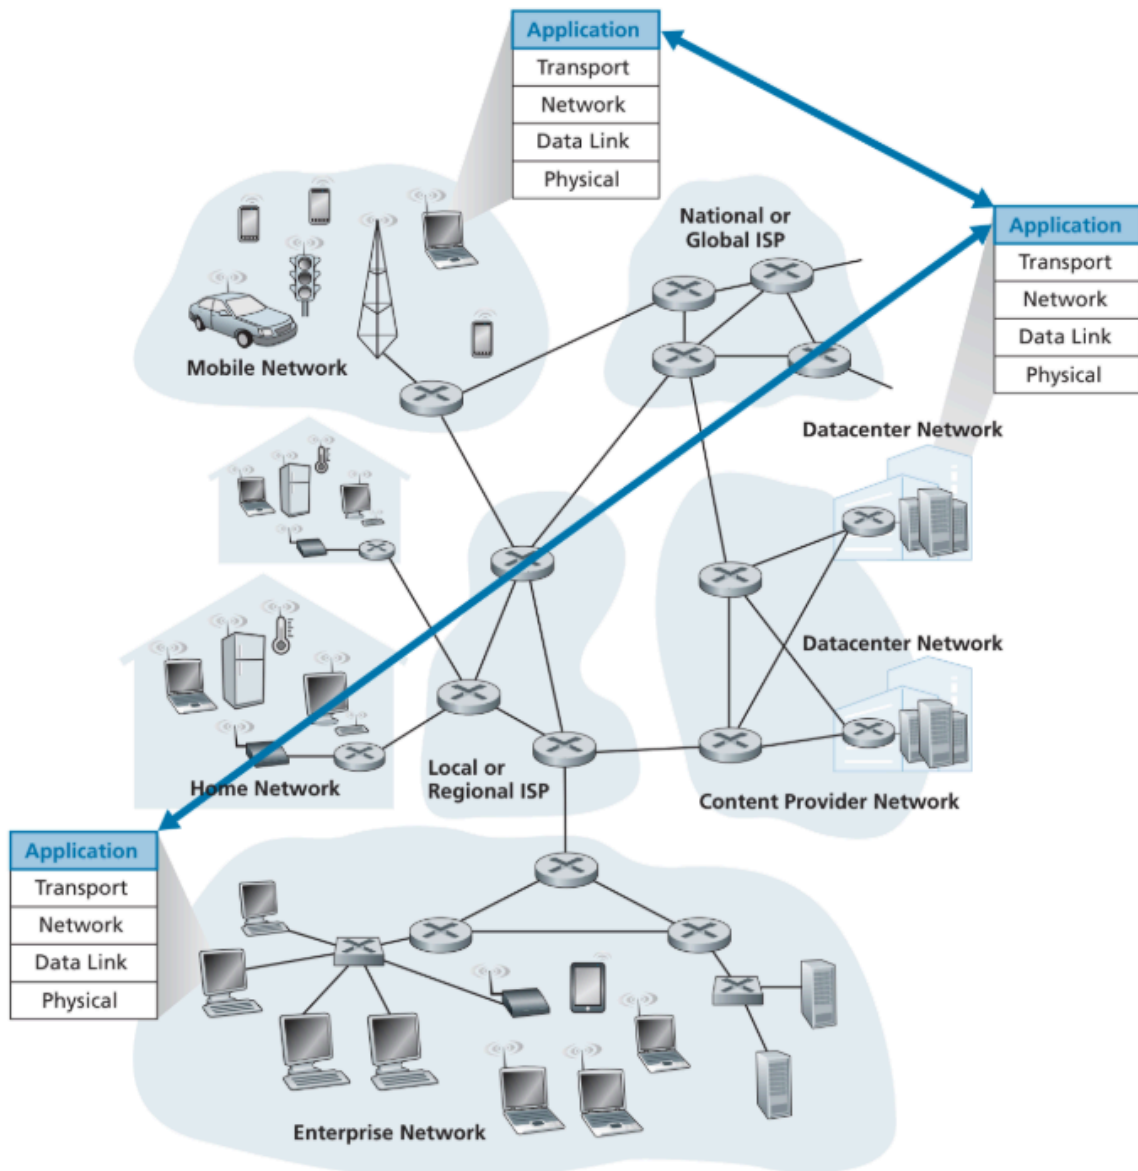 Application
Transport
Network
Data Link
Physical
National or
Global ISP
Application
Transport
Network
Data Link
Physical
Mobile Network
Datacenter Network
Datacenter Network
Home Network
Local or
Regional ISP
Content Provider Network
Application
Transport
Network
Data Link
Physical
Enterprise Network